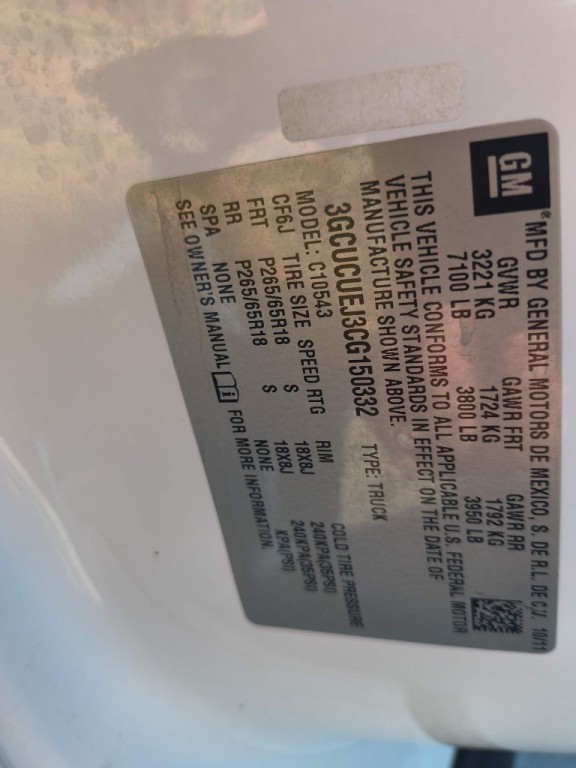 GM
® MFD BY GENERAL MOTORS DE MEXICO, S. DE R.L. DE C.V. 10/11
GVWR GAWR FRT GAWR RR
3221 KG 1724 KG 1792 KG
7100 LB 3800 LB 3950 LB
THIS VEHICLE CONFORMS TO ALL APPLICABLE U.S. FEDERAL MOTOR
VEHICLE SAFETY STANDARDS IN EFFECT ON THE DATE OF
MANUFACTURE SHOWN ABOVE.
3GCUCUEJ3CG150332 TYPE: TRUCK
MODEL: C10543
CF6J TIRE SIZE SPEED RTG RIM COLD TIRE PRESSURE
FRT P265/65R18 S 18X8J 240KPA(35PSI)
RR P265/65R18 S 18X8J 240KPA(35PSI)
SPA NONE NONE KPA(PSI)
SEE OWNER'S MANUAL i FOR MORE INFORMATION.